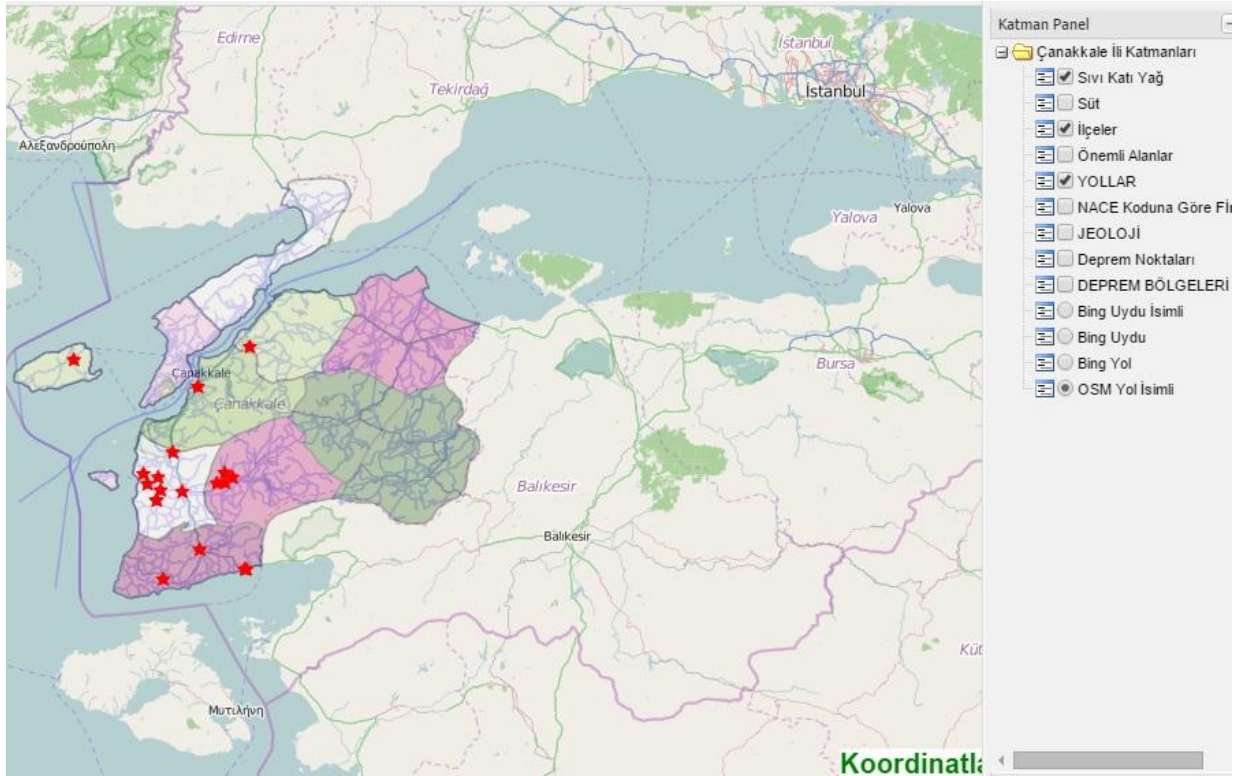 Edirne
İstanbul
Tekirdağ
İstanbul
Αλεξανδρούπολη
Yalova
Yalova
Çanakkale
Bursa
Çanakkale
Balıkesir
Balıkesir
Küt
Μυτιλήνη
Koordinatla
Katman Panel
Çanakkale İli Katmanları
Sıvı Katı Yağ
Süt
İlçeler
Önemli Alanlar
YOLLAR
NACE Koduna Göre Fir
JEOLOJİ
Deprem Noktaları
DEPREM BÖLGELERİ
Bing Uydu İsimli
Bing Uydu
Bing Yol
OSM Yol İsimli